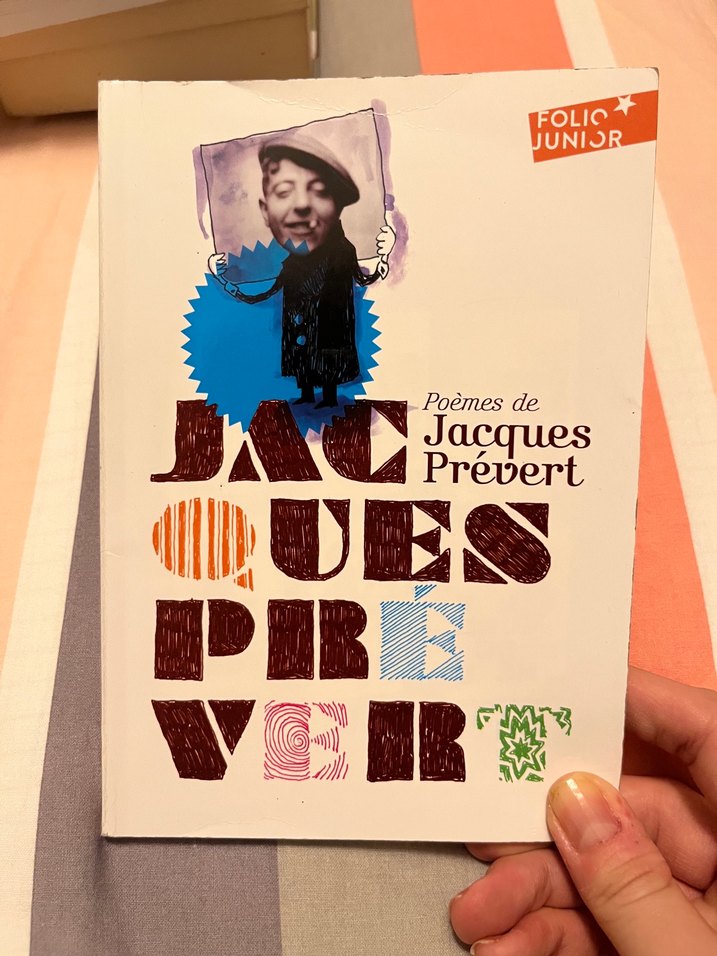 FOLIO
JUNIOR
Poèmes de
Jacques
Prévert
JAC
QUES
PRÉ
VERT